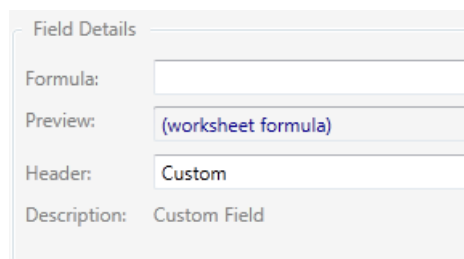 Field Details
Formula:
Preview: (worksheet formula)
Header: Custom
Description: Custom Field